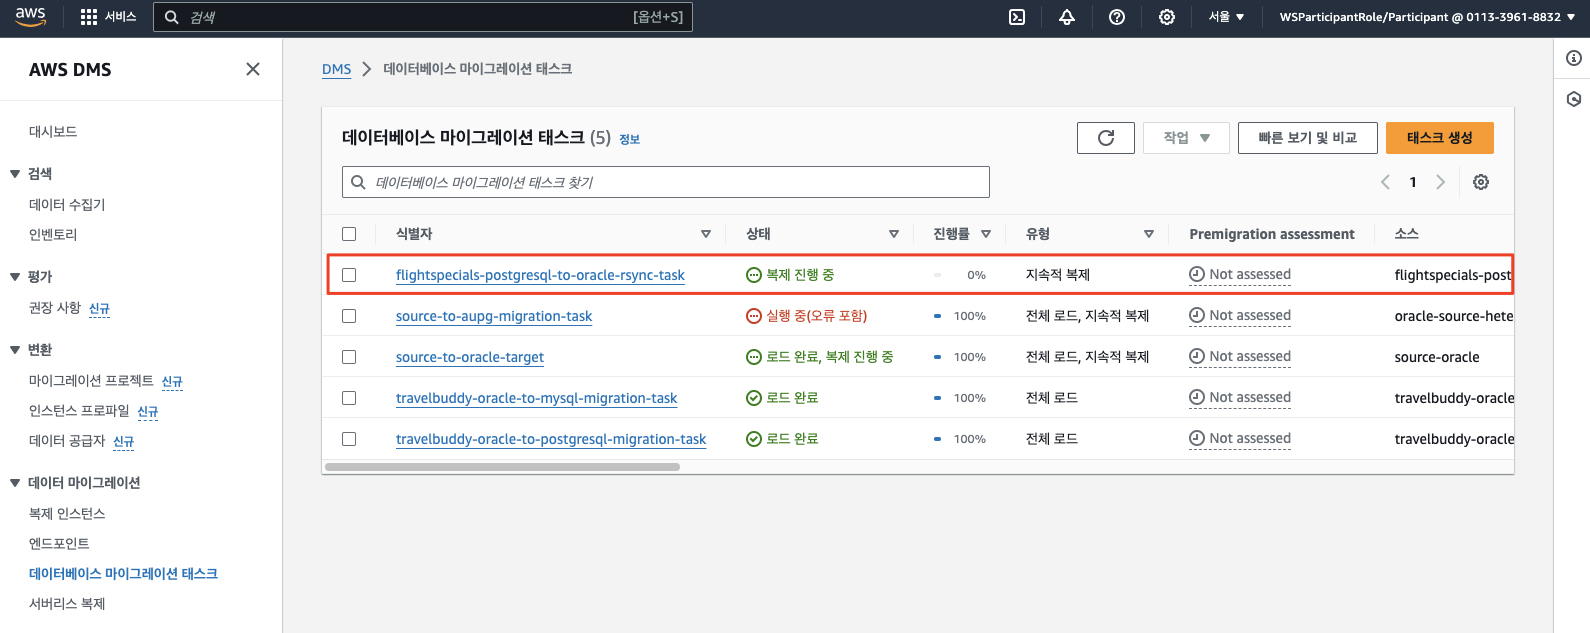 aws 서비스 검색 [옵션+S] 서울 WSParticipantRole/Participant @ 0113-3961-8832
AWS DMS
대시보드
검색
데이터 수집기
인벤토리
평가
권장 사항 신규
변환
마이그레이션 프로젝트 신규
인스턴스 프로파일 신규
데이터 공급자 신규
데이터 마이그레이션
복제 인스턴스
엔드포인트
데이터베이스 마이그레이션 태스크
서버리스 복제
DMS 데이터베이스 마이그레이션 태스크
데이터베이스 마이그레이션 태스크 (5) 정보 작업 빠른 보기 및 비교 태스크 생성
데이터베이스 마이그레이션 태스크 찾기 1
식별자 상태 진행률 유형 Premigration assessment 소스
flightspecials-postgresql-to-oracle-rsync-task 복제 진행 중 0% 지속적 복제 Not assessed flightspecials-post
source-to-aupg-migration-task 실행 중(오류 포함) 100% 전체 로드, 지속적 복제 Not assessed oracle-source-hete
source-to-oracle-target 로드 완료, 복제 진행 중 100% 전체 로드, 지속적 복제 Not assessed source-oracle
travelbuddy-oracle-to-mysql-migration-task 로드 완료 100% 전체 로드 Not assessed travelbuddy-oracle
travelbuddy-oracle-to-postgresql-migration-task 로드 완료 100% 전체 로드 Not assessed travelbuddy-oracle